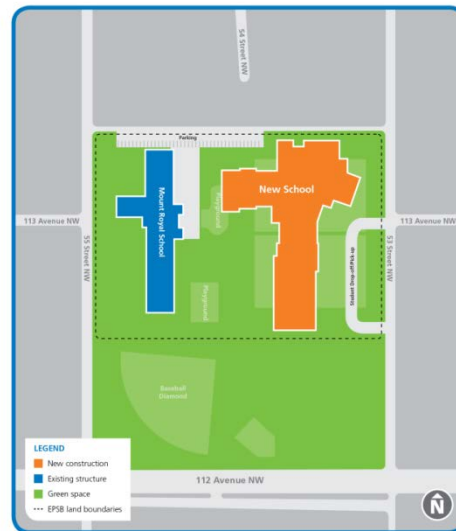 54 Street NW
Parking
Mount Royal School
Playground
New School
113 Avenue NW
113 Avenue NW
55 Street NW
53 Street NW
Student Drop-off/Pick-up
Playground
Baseball
Diamond
LEGEND
New construction
Existing structure
Green space
EPSB land boundaries
112 Avenue NW
N